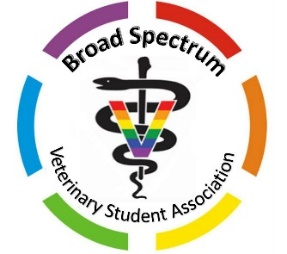 Broad Spectrum
V
Veterinary Student Association